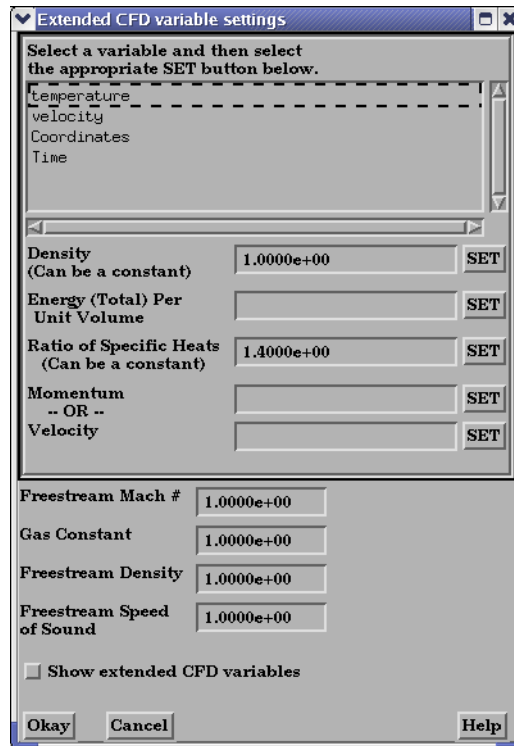 Extended CFD variable settings
Select a variable and then select
the appropriate SET button below.
temperature
velocity
Coordinates
Time
Density
(Can be a constant)
1.0000e+00
SET
Energy (Total) Per
Unit Volume
SET
Ratio of Specific Heats
(Can be a constant)
1.4000e+00
SET
Momentum
-- OR --
SET
Velocity
SET
Freestream Mach #
1.0000e+00
Gas Constant
1.0000e+00
Freestream Density
1.0000e+00
Freestream Speed
of Sound
1.0000e+00
Show extended CFD variables
Okay
Cancel
Help